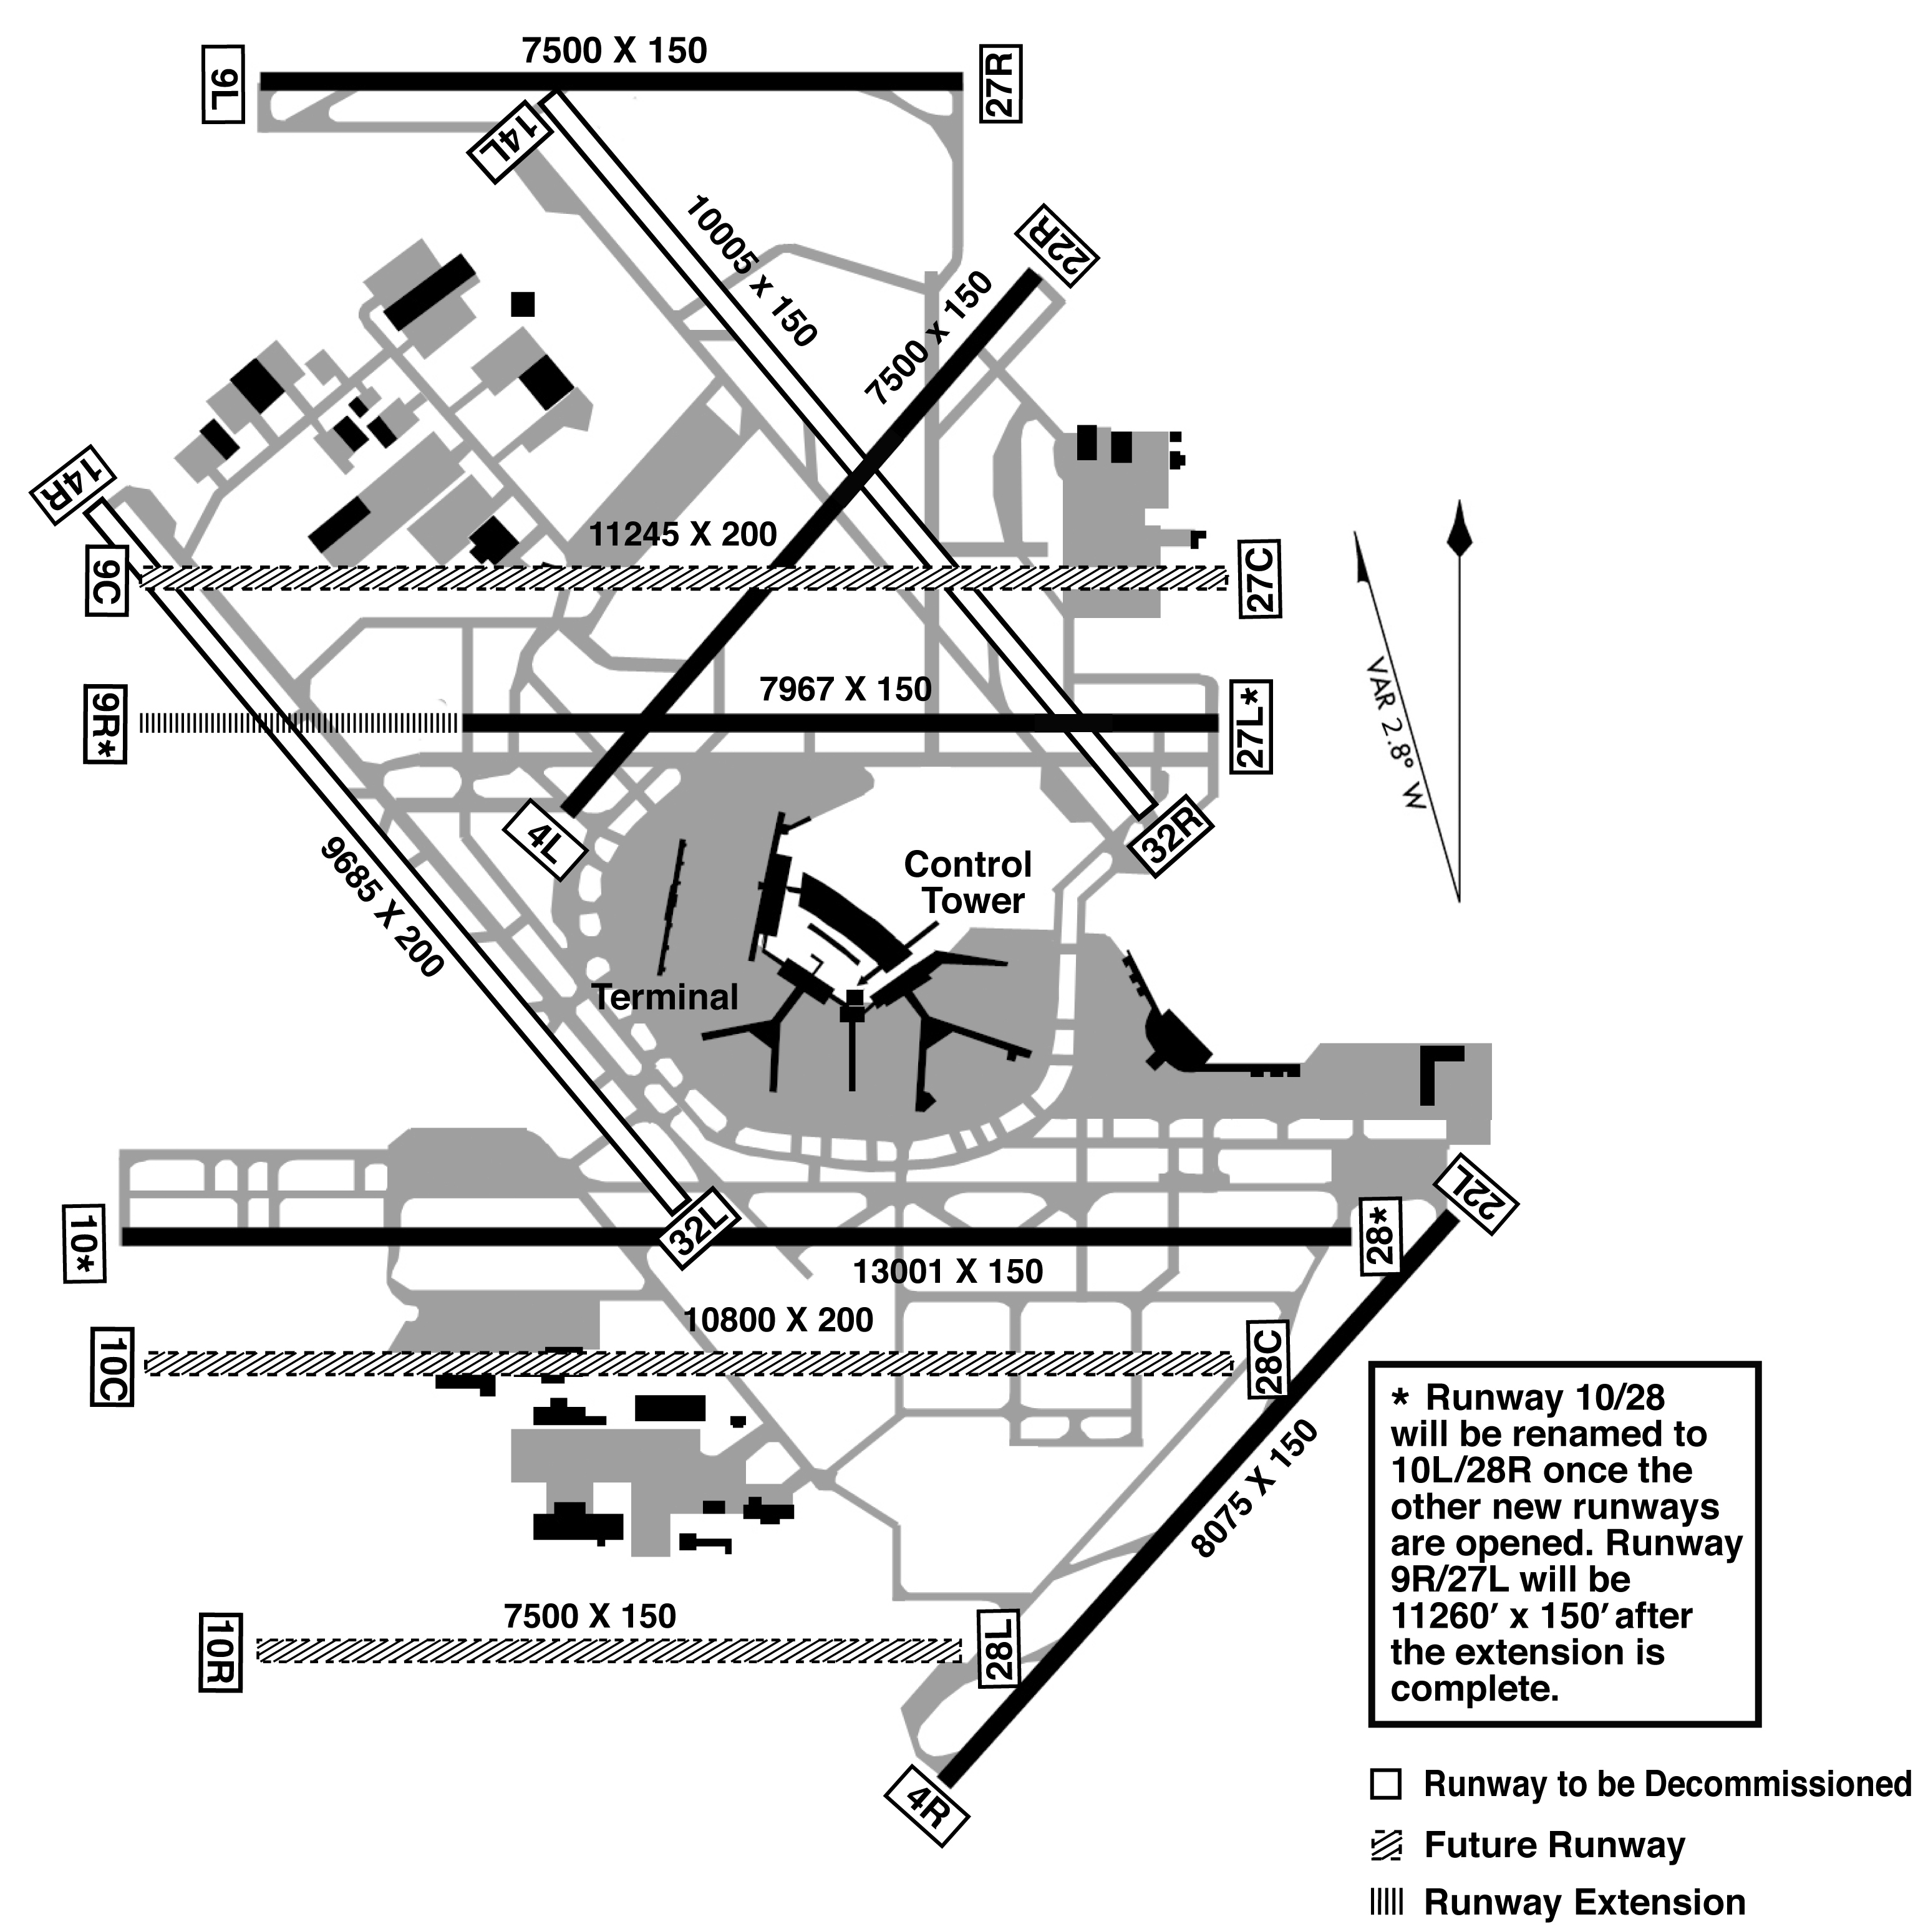 7500 X 150
9L
27R
14L
10005 x 150
22R
7500 x 150
14R
11245 X 200
9C
27C
9R*
7967 X 150
27L*
VAR 2.8° W
4L
32R
9685 X 200
Control
Tower
Terminal
10*
32L
28*
22L
13001 X 150
10800 X 200
10C
28C
8075 X 150
7500 X 150
10R
28L
4R
* Runway 10/28
will be renamed to
10L/28R once the
other new runways
are opened. Runway
9R/27L will be
11260′ x 150′ after
the extension is
complete.
Runway to be Decommissioned
Future Runway
Runway Extension